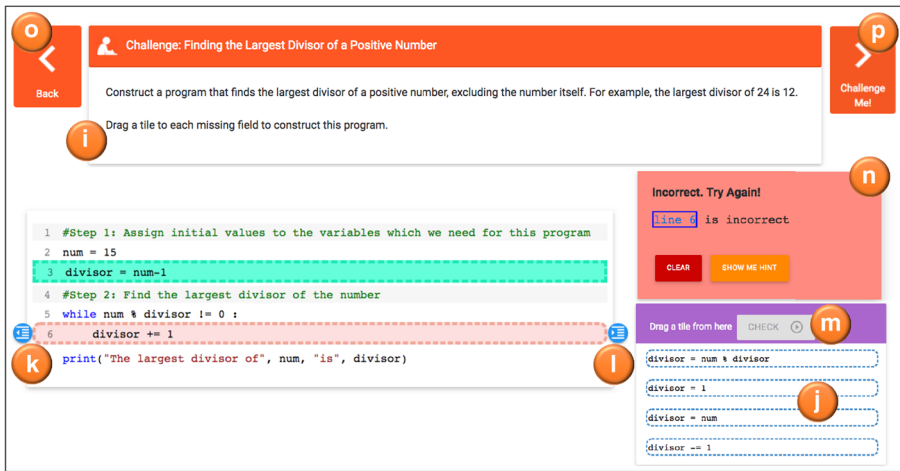 o
p
Challenge: Finding the Largest Divisor of a Positive Number
Back
Challenge
Me!
Construct a program that finds the largest divisor of a positive number, excluding the number itself. For example, the largest divisor of 24 is 12.
i
Drag a tile to each missing field to construct this program.
n
Incorrect. Try Again!
line 6 is incorrect
CLEAR
SHOW ME HINT
1 #Step 1: Assign initial values to the variables which we need for this program
2 num = 15
3 divisor = num-1
4 #Step 2: Find the largest divisor of the number
5 while num % divisor != 0 :
6 divisor += 1
k
print("The largest divisor of", num, "is", divisor)
l
Drag a tile from here
CHECK
m
divisor = num % divisor
divisor = 1
j
divisor = num
divisor -= 1